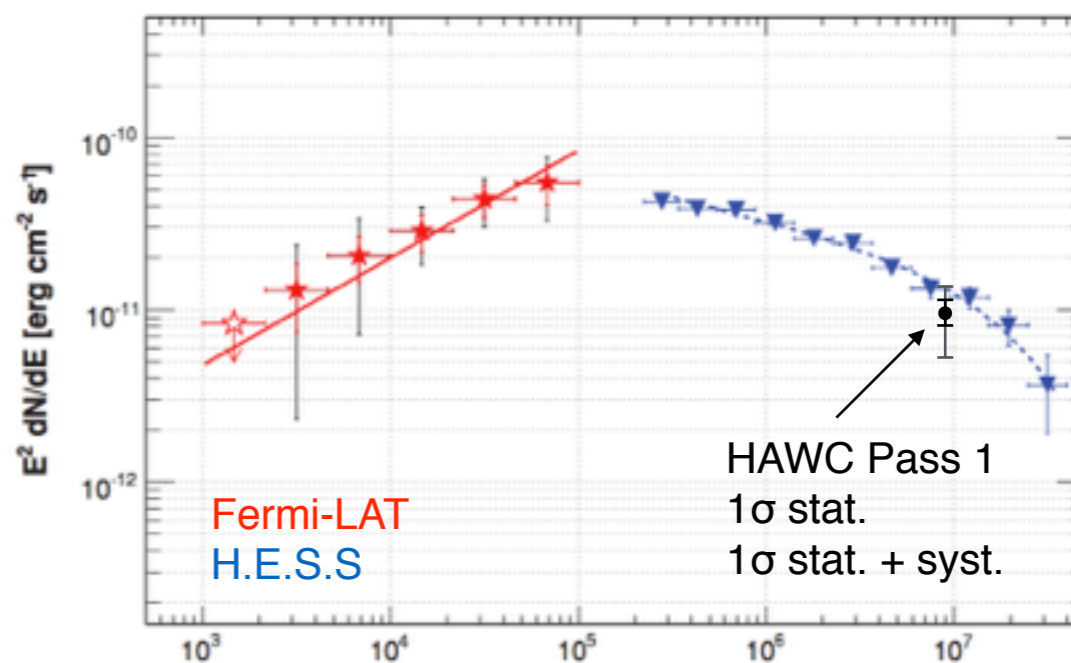 E² dN/dE [erg cm⁻² s⁻¹]
10⁻¹⁰
10⁻¹¹
10⁻¹²
Fermi-LAT
H.E.S.S
HAWC Pass 1
1σ stat.
1σ stat. + syst.
10³ 10⁴ 10⁵ 10⁶ 10⁷